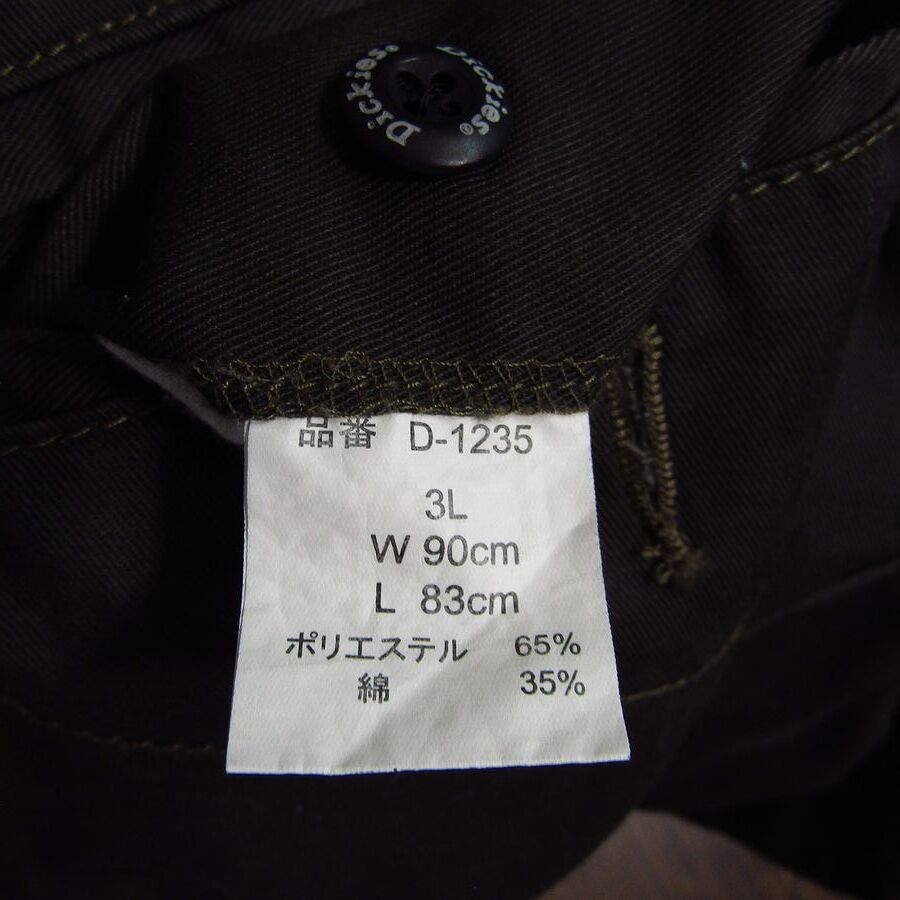 Dickies®
Dickies®
品番 D-1235
3L
W 90cm
L 83cm
ポリエステル 65%
綿 35%